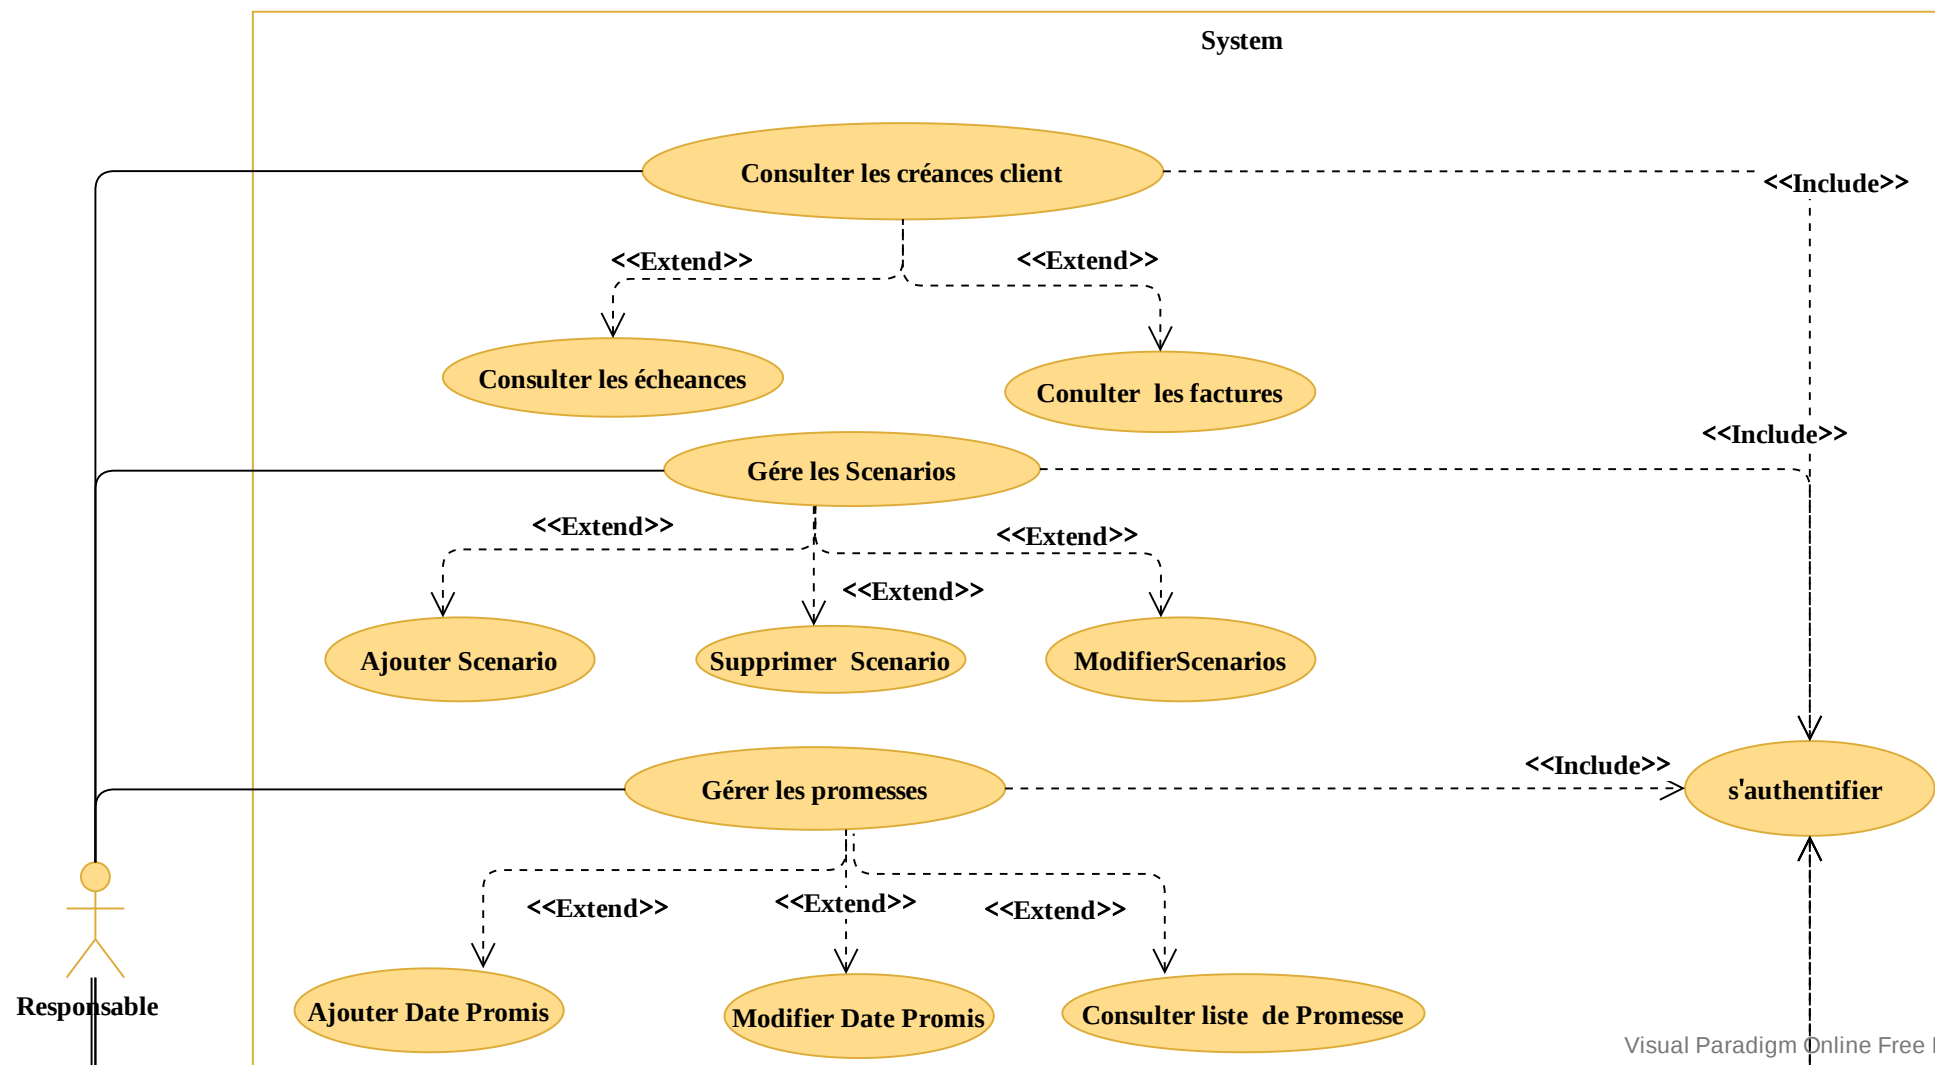 System
Consulter les créances client
<<Include>>
<<Extend>>
<<Extend>>
Consulter les écheances
Conulter  les factures
<<Include>>
Gére les Scenarios
<<Extend>>
<<Extend>>
<<Extend>>
Ajouter Scenario
Supprimer  Scenario
ModifierScenarios
<<Include>>
Gérer les promesses
s'authentifier
<<Extend>>
<<Extend>>
<<Extend>>
Responsable
Ajouter Date Promis
Modifier Date Promis
Consulter liste  de Promesse
Visual Paradigm Online Free